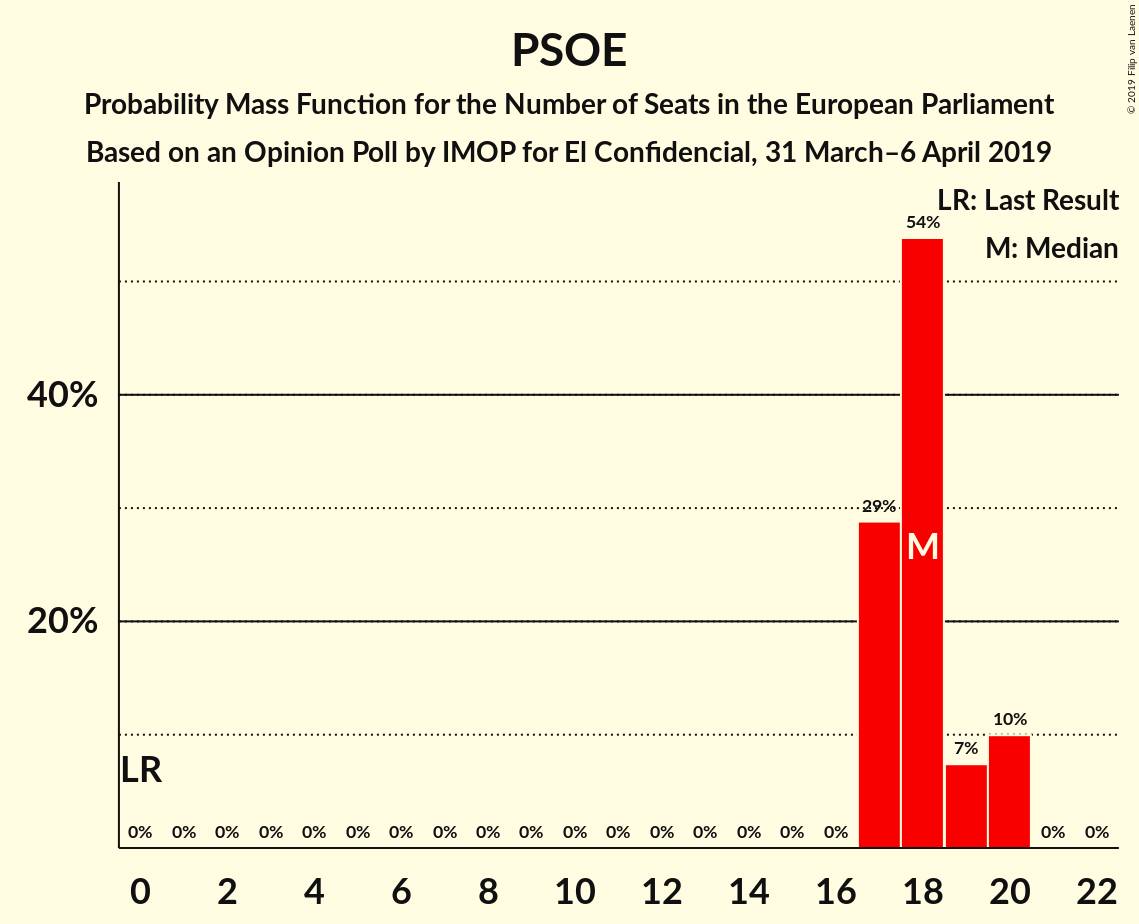 PSOE
Probability Mass Function for the Number of Seats in the European Parliament
Based on an Opinion Poll by IMOP for El Confidencial, 31 March–6 April 2019
© 2019 Filip van Laenen
LR: Last Result
M: Median
54%
40%
29%
M
20%
10%
7%
LR
0% 0% 0% 0% 0% 0% 0% 0% 0% 0% 0% 0% 0% 0% 0% 0% 0% 0% 0%
0 2 4 6 8 10 12 14 16 18 20 22